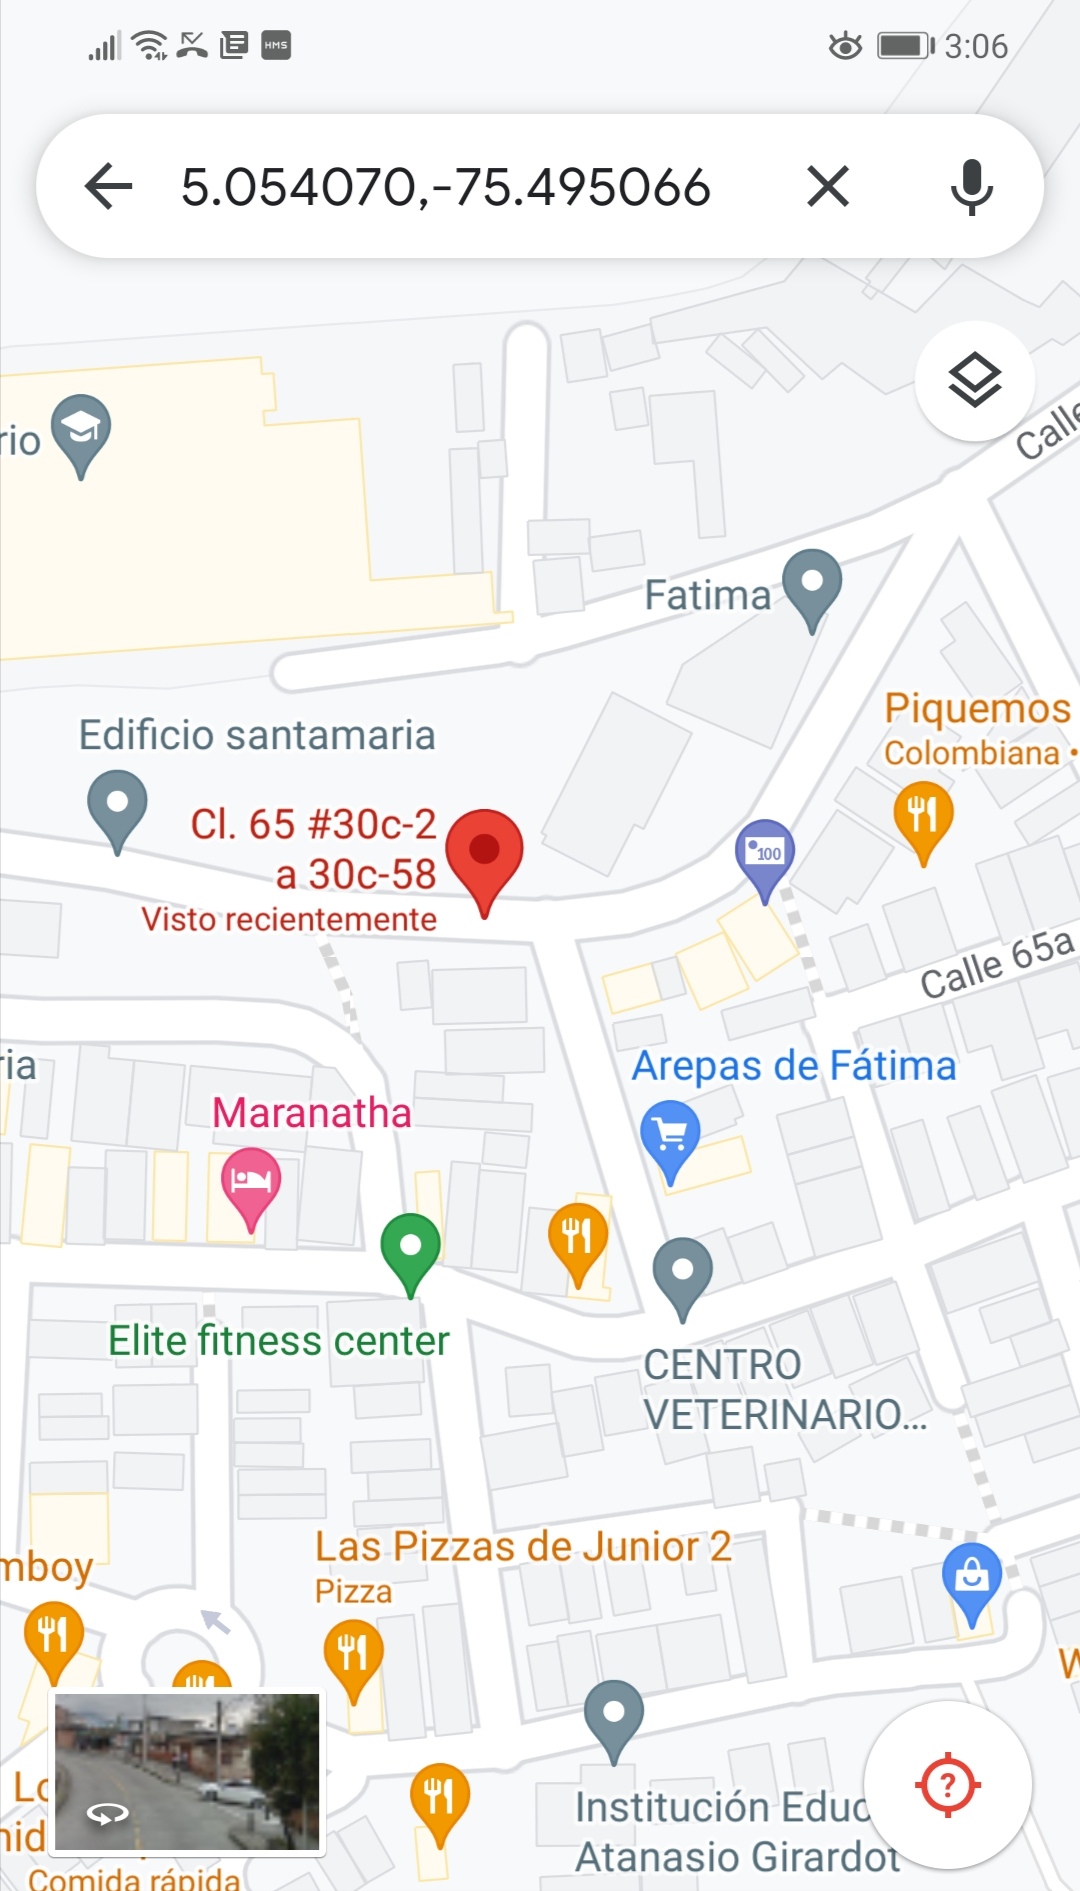 HMS
3:06
5.054070,-75.495066
Calle
rio
Fatima
Piquemos
Colombiana •
Edificio santamaria
Cl. 65 #30c-2
a 30c-58
Visto recientemente
100
Calle 65a
Arepas de Fátima
ria
Maranatha
Elite fitness center
CENTRO
VETERINARIO...
Las Pizzas de Junior 2
Pizza
mboy
W
Lo
nid
Comida rápida
Institución Educ
Atanasio Girardot
?